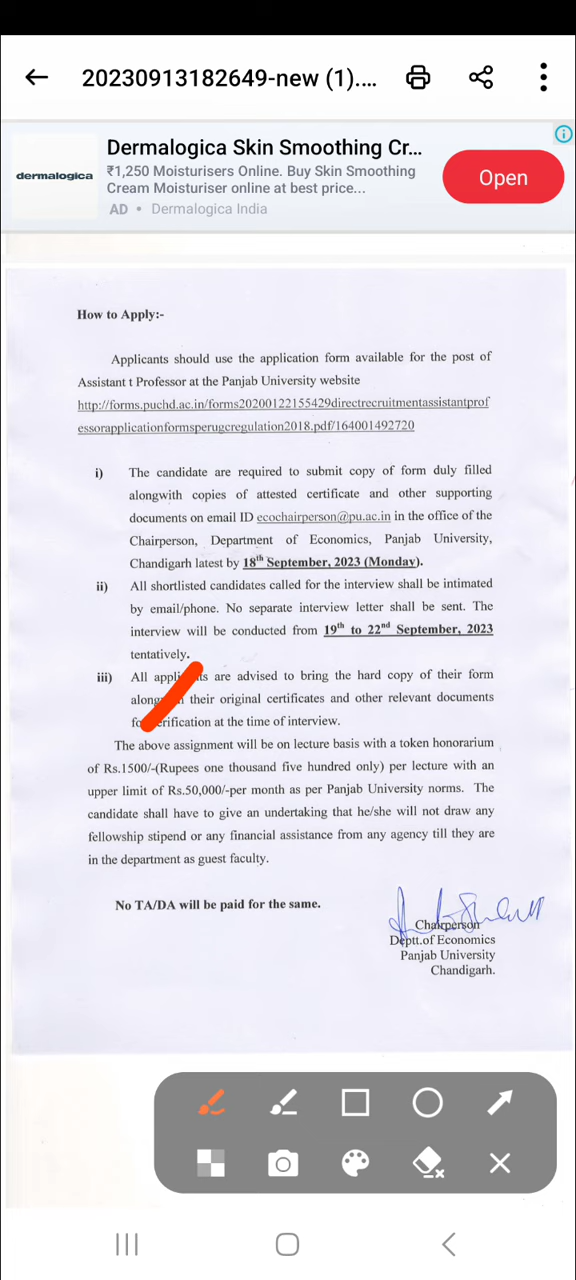 20230913182649-new (1)....
Dermalogica Skin Smoothing Cr...
dermalogica
₹1,250 Moisturisers Online. Buy Skin Smoothing
Cream Moisturiser online at best price...
Open
AD • Dermalogica India
How to Apply:-
Applicants should use the application form available for the post of
Assistan t Professor at the Panjab University website
http://forms.puchd.ac.in/forms20200122155429directrecruitmentassistantprof
essorapplicationformsperugcregulation2018.pdf/164001492720
i) The candidate are required to submit copy of form duly filled
alongwith copies of attested certificate and other supporting
documents on email ID ecochairperson@pu.ac.in in the office of the
Chairperson, Department of Economics, Panjab University,
Chandigarh latest by 18th September, 2023 (Monday).
ii) All shortlisted candidates called for the interview shall be intimated
by email/phone. No separate interview letter shall be sent. The
interview will be conducted from 19th to 22nd September, 2023
tentatively.
iii) All are advised to bring the hard copy of their form
their original certificates and other relevant documents
at the time of interview.
The above assignment will be on lecture basis with a token honorarium
of Rs.1500/-(Rupees one thousand five hundred only) per lecture with an
upper limit of Rs.50,000/-per month as per Panjab University norms. The
candidate shall have to give an undertaking that he/she will not draw any
fellowship stipend or any financial assistance from any agency till they are
in the department as guest faculty.
No TA/DA will be paid for the same.
Chairperson
Deptt.of Economics
Panjab University
Chandigarh.